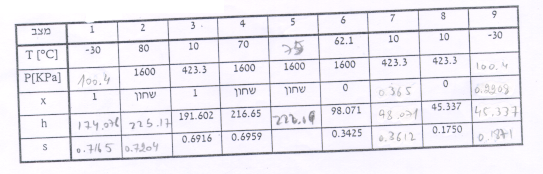 מצב 1 2 3 4 5 6 7 8 9
T [°C] -30 80 10 70 75 62.1 10 10 -30
P[KPa] 100.4 1600 423.3 1600 1600 1600 423.3 423.3 100.4
x 1 שחון 1 שחון שחון 0 0.365 0
h 174.076 225.17 191.602 216.65 98.071 98.071 45.337 45.337
s 0.7165 0.7204 0.6916 0.6959 0.3425 0.3612 0.1750 0.1871